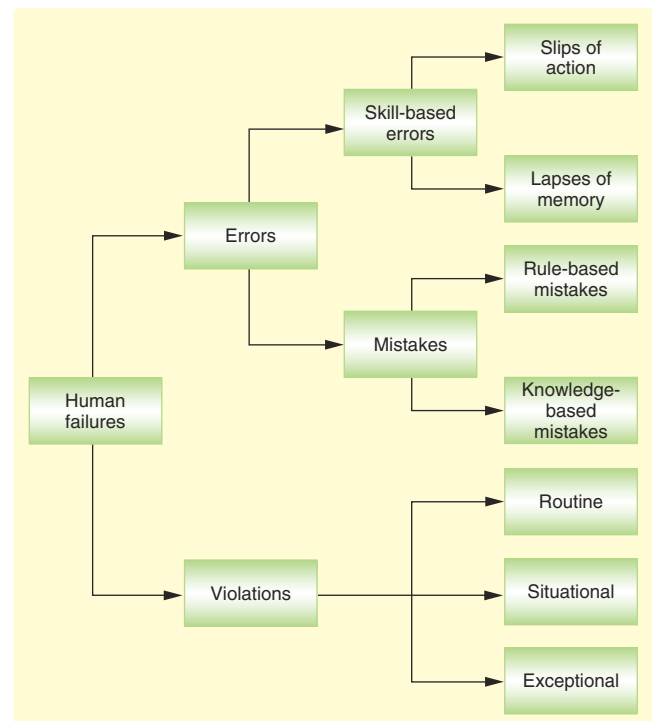 Slips of
action
Skill-based
errors
Lapses of
memory
Errors
Rule-based
mistakes
Mistakes
Human
failures
Knowledge-
based
mistakes
Routine
Violations
Situational
Exceptional